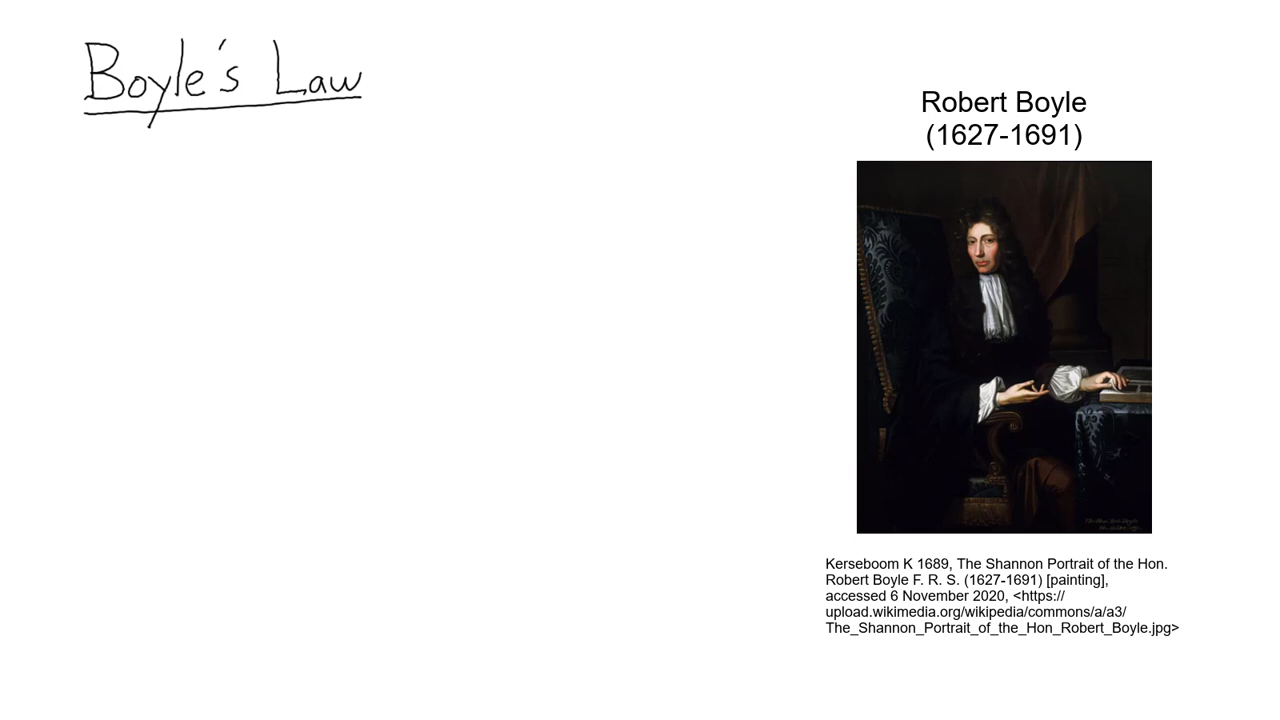 Boyle's Law
Robert Boyle
(1627-1691)
Kerseboom K 1689, The Shannon Portrait of the Hon.
Robert Boyle F. R. S. (1627-1691) [painting],
accessed 6 November 2020, <https://
upload.wikimedia.org/wikipedia/commons/a/a3/
The_Shannon_Portrait_of_the_Hon_Robert_Boyle.jpg>